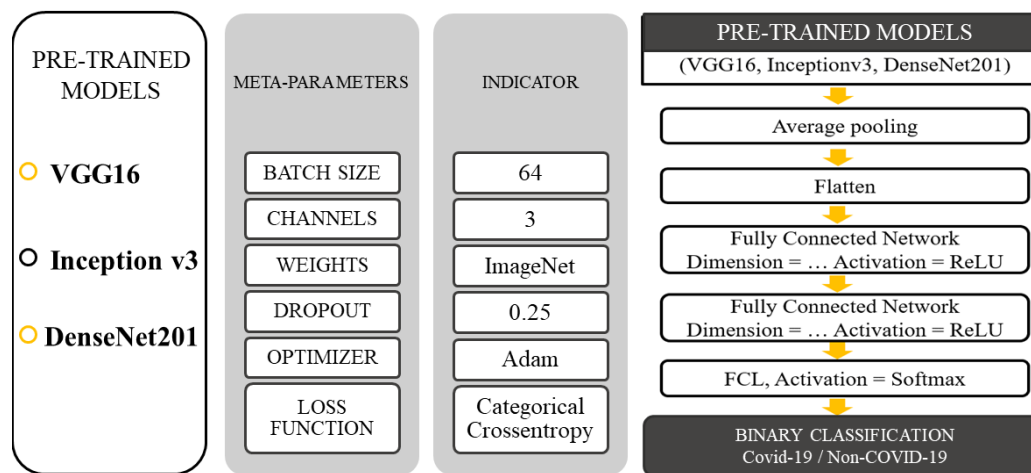 PRE-TRAINED
MODELS
VGG16
Inception v3
DenseNet201
META-PARAMETERS
INDICATOR
BATCH SIZE
64
CHANNELS
3
WEIGHTS
ImageNet
DROPOUT
0.25
OPTIMIZER
Adam
LOSS
FUNCTION
Categorical
Crossentropy
PRE-TRAINED MODELS
(VGG16, Inceptionv3, DenseNet201)
Average pooling
Flatten
Fully Connected Network
Dimension = … Activation = ReLU
Fully Connected Network
Dimension = … Activation = ReLU
FCL, Activation = Softmax
BINARY CLASSIFICATION
Covid-19 / Non-COVID-19